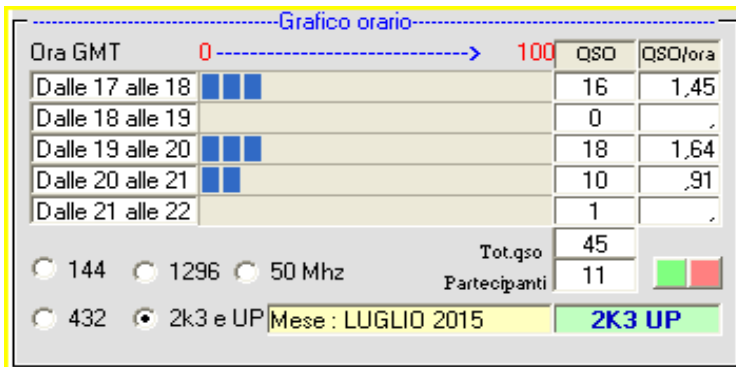 Grafico orario
Ora GMT 0 -----------------------------> 100 QSO QSO/ora
Dalle 17 alle 18 16 1,45
Dalle 18 alle 19 0 ,
Dalle 19 alle 20 18 1,64
Dalle 20 alle 21 10 ,91
Dalle 21 alle 22 1 ,
Tot.qso 45
144 1296 50 Mhz Partecipanti 11
432 2k3 e UP Mese : LUGLIO 2015 2K3 UP